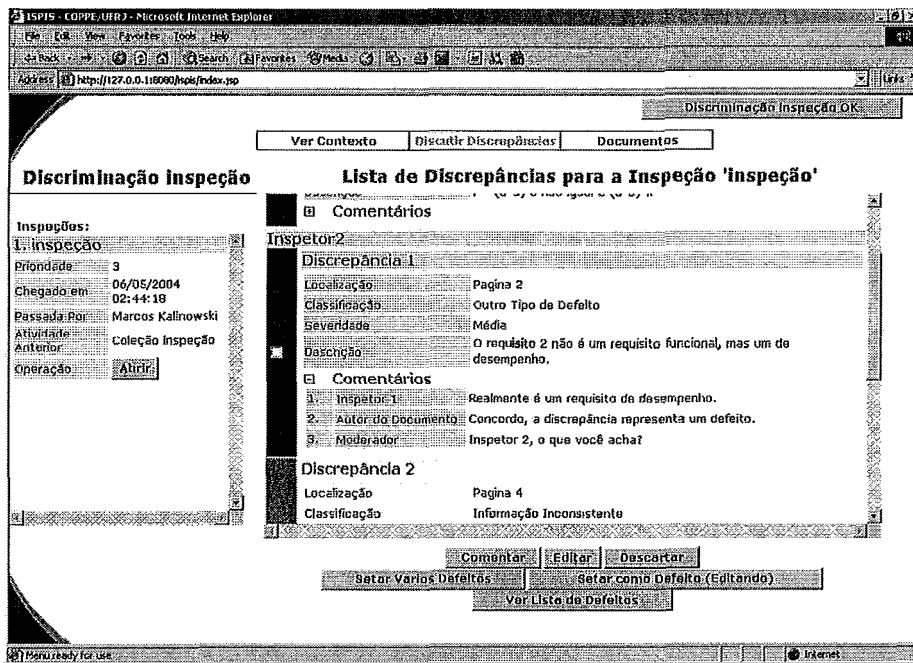 ISPIS - COPPE/UFRJ - Microsoft Internet Explorer
File Edit View Favorites Tools Help
Back Search Favorites Media
Address http://127.0.0.1:8080/ispis/index.jsp Links
Discriminação Inspeção OK
Ver Contexto Discutir Discrepâncias Documentos
Discriminação inspeção
Lista de Discrepâncias para a Inspeção 'inspeção'
Inspeções:
1. inspeção
Prioridade 3
Chegado em 06/05/2004
02:44:18
Passada Por Marcos Kalinowski
Atividade
Anterior Coleção Inspeção
Operação Abrir
Descrição
Comentários
Inspetor2
Discrepância 1
Localização Pagina 2
Classificação Outro Tipo de Defeito
Severidade Média
Descrição O requisito 2 não é um requisito funcional, mas um de
desempenho.
Comentários
1. Inspetor 1 Realmente é um requisito de desempenho.
2. Autor do Documento Concordo, a discrepância representa um defeito.
3. Moderador Inspetor 2, o que você acha?
Discrepância 2
Localização Pagina 4
Classificação Informação Inconsistente
Comentar Editar Descartar
Setar Varios Defeitos Setar como Defeito (Editando)
Ver Lista de Defeitos
Menu ready for use Internet